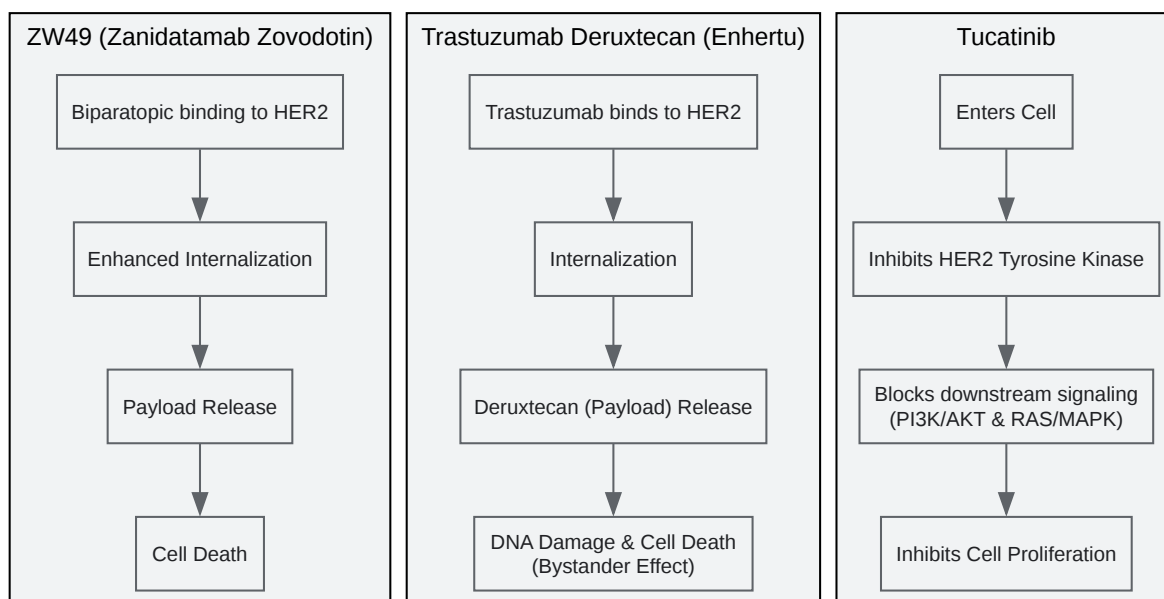 ZW49 (Zanidatamab Zovodotin)
Biparatopic binding to HER2
Enhanced Internalization
Payload Release
Cell Death
Trastuzumab Deruxtecan (Enhertu)
Trastuzumab binds to HER2
Internalization
Deruxtecan (Payload) Release
DNA Damage & Cell Death
(Bystander Effect)
Tucatinib
Enters Cell
Inhibits HER2 Tyrosine Kinase
Blocks downstream signaling
(PI3K/AKT & RAS/MAPK)
Inhibits Cell Proliferation